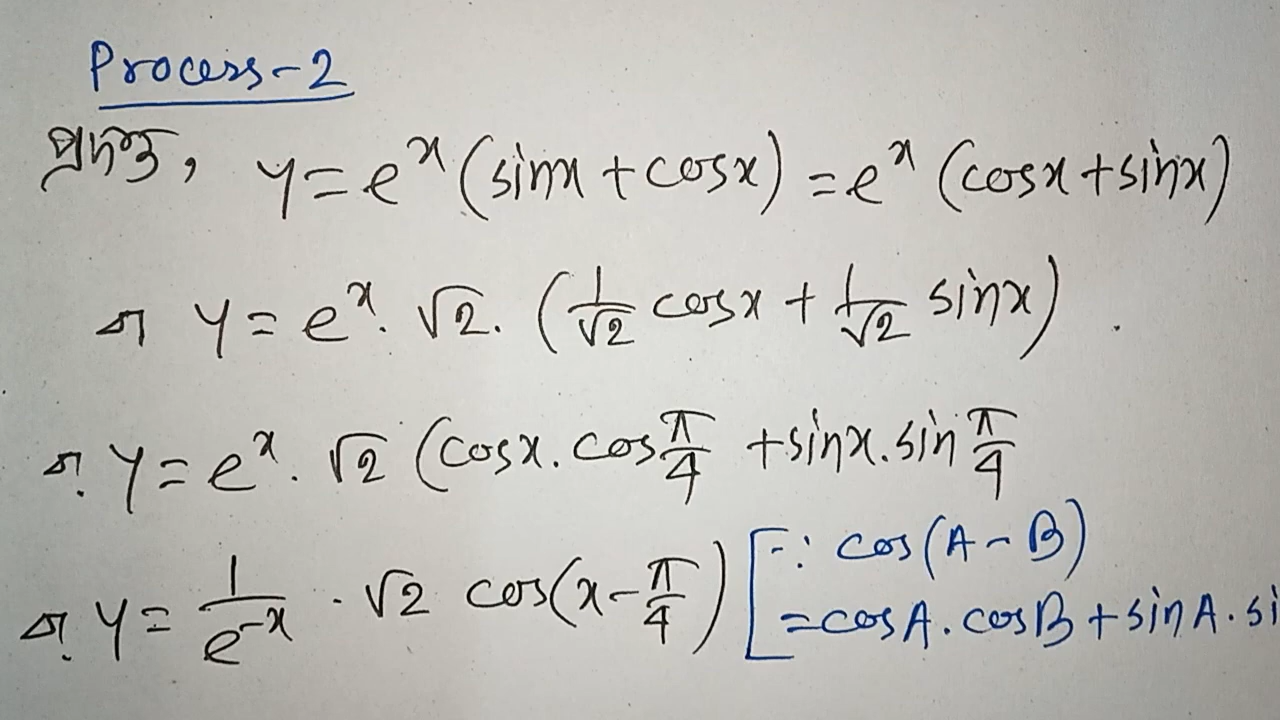 Process-2
প্রদত্ত, y = e^x (sinx + cosx) = e^x (cosx + sinx)
বা y = e^x . √2. (1/√2 cosx + 1/√2 sinx)
বা, y = e^x . √2 (cosx. cos π/4 + sinx. sin π/4
বা, y = 1/e^-x . √2 cos(x - π/4) [∵ cos(A - B)
= cosA. cosB + sinA. si